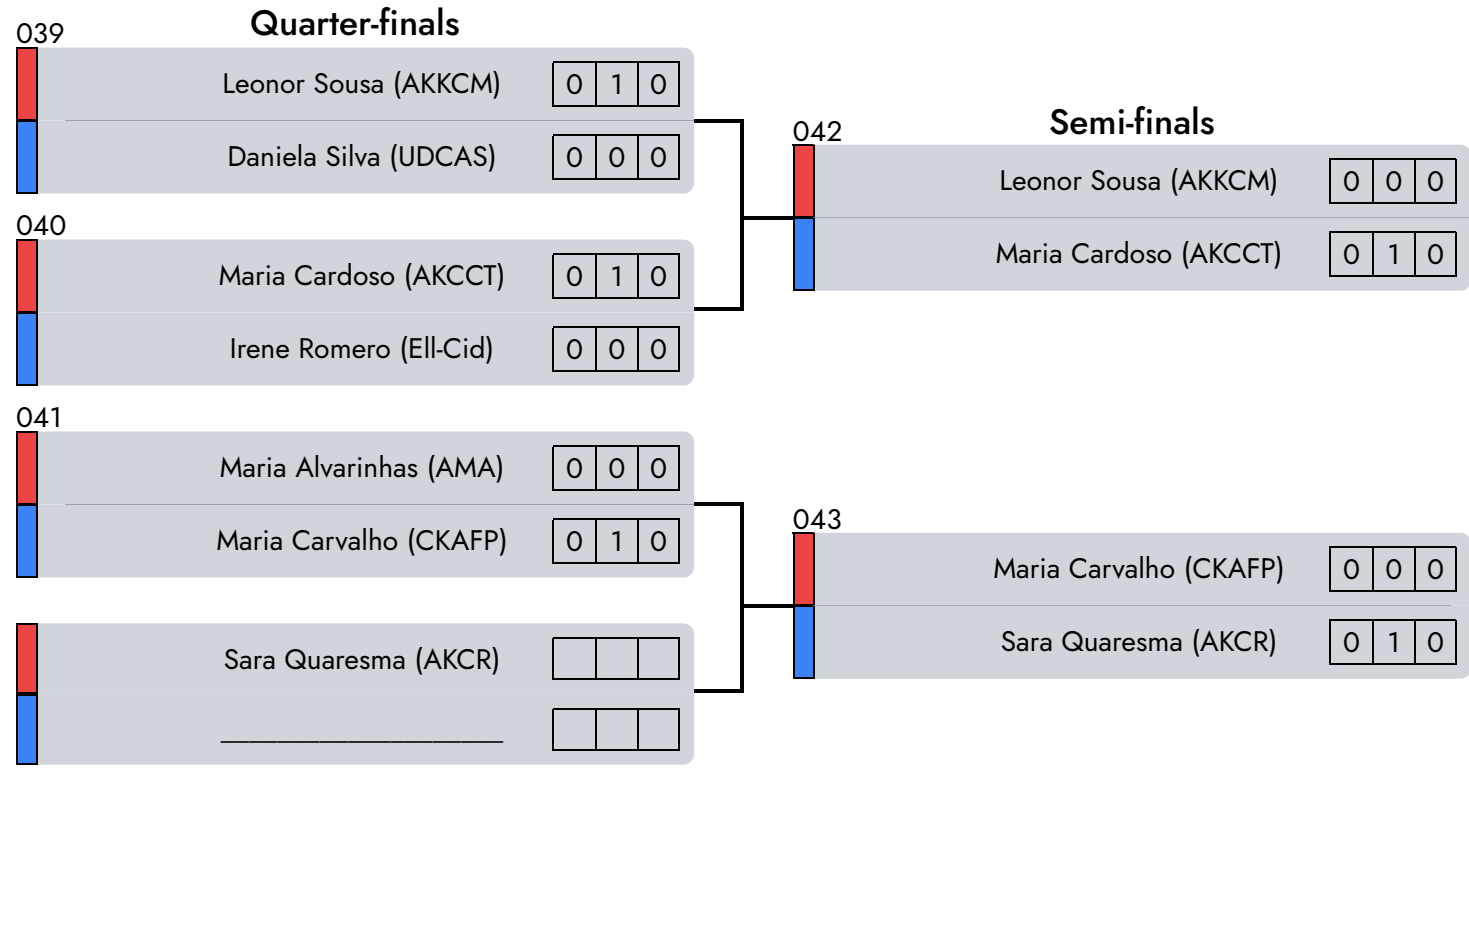 Quarter-finals
039
Leonor Sousa (AKKCM) 0 1 0
Daniela Silva (UDCAS) 0 0 0
040
Maria Cardoso (AKCCT) 0 1 0
Irene Romero (Ell-Cid) 0 0 0
041
Maria Alvarinhas (AMA) 0 0 0
Maria Carvalho (CKAFP) 0 1 0
Sara Quaresma (AKCR)
____________________
Semi-finals
042
Leonor Sousa (AKKCM) 0 0 0
Maria Cardoso (AKCCT) 0 1 0
043
Maria Carvalho (CKAFP) 0 0 0
Sara Quaresma (AKCR) 0 1 0